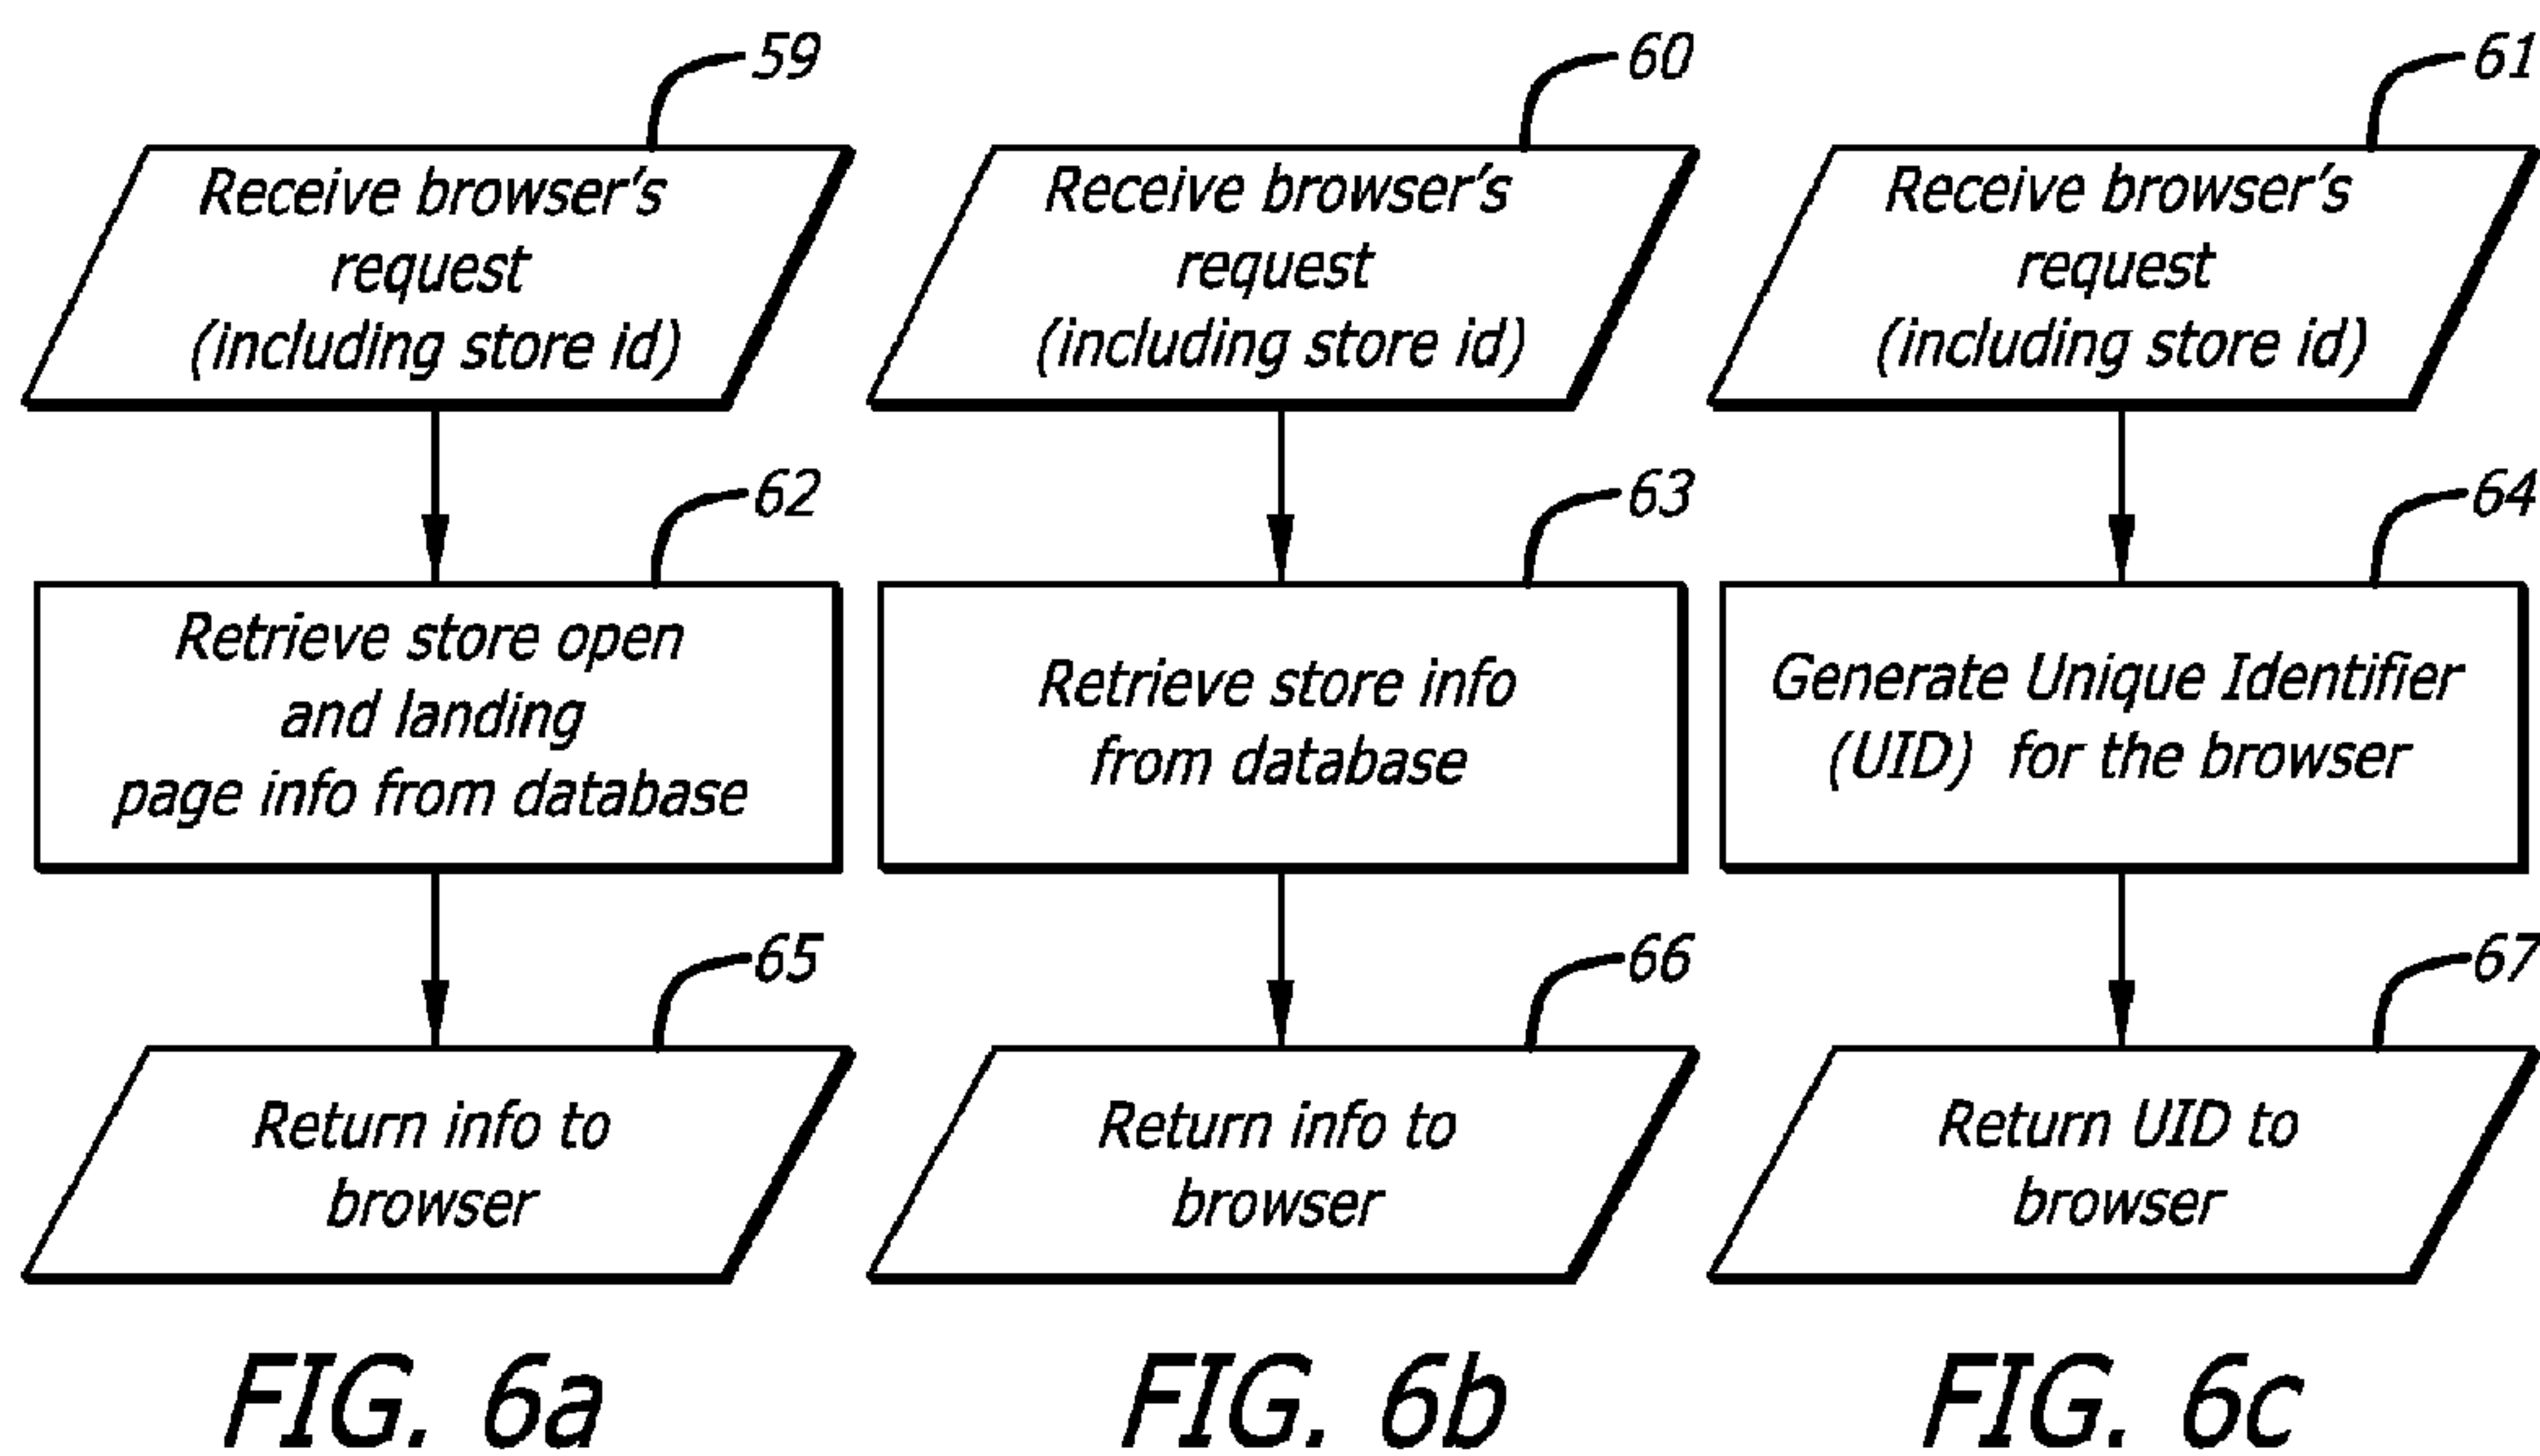 59
Receive browser's
request
(including store id)
62
Retrieve store open
and landing
page info from database
65
Return info to
browser
FIG. 6a
60
Receive browser's
request
(including store id)
63
Retrieve store info
from database
66
Return info to
browser
FIG. 6b
61
Receive browser's
request
(including store id)
64
Generate Unique Identifier
(UID) for the browser
67
Return UID to
browser
FIG. 6c